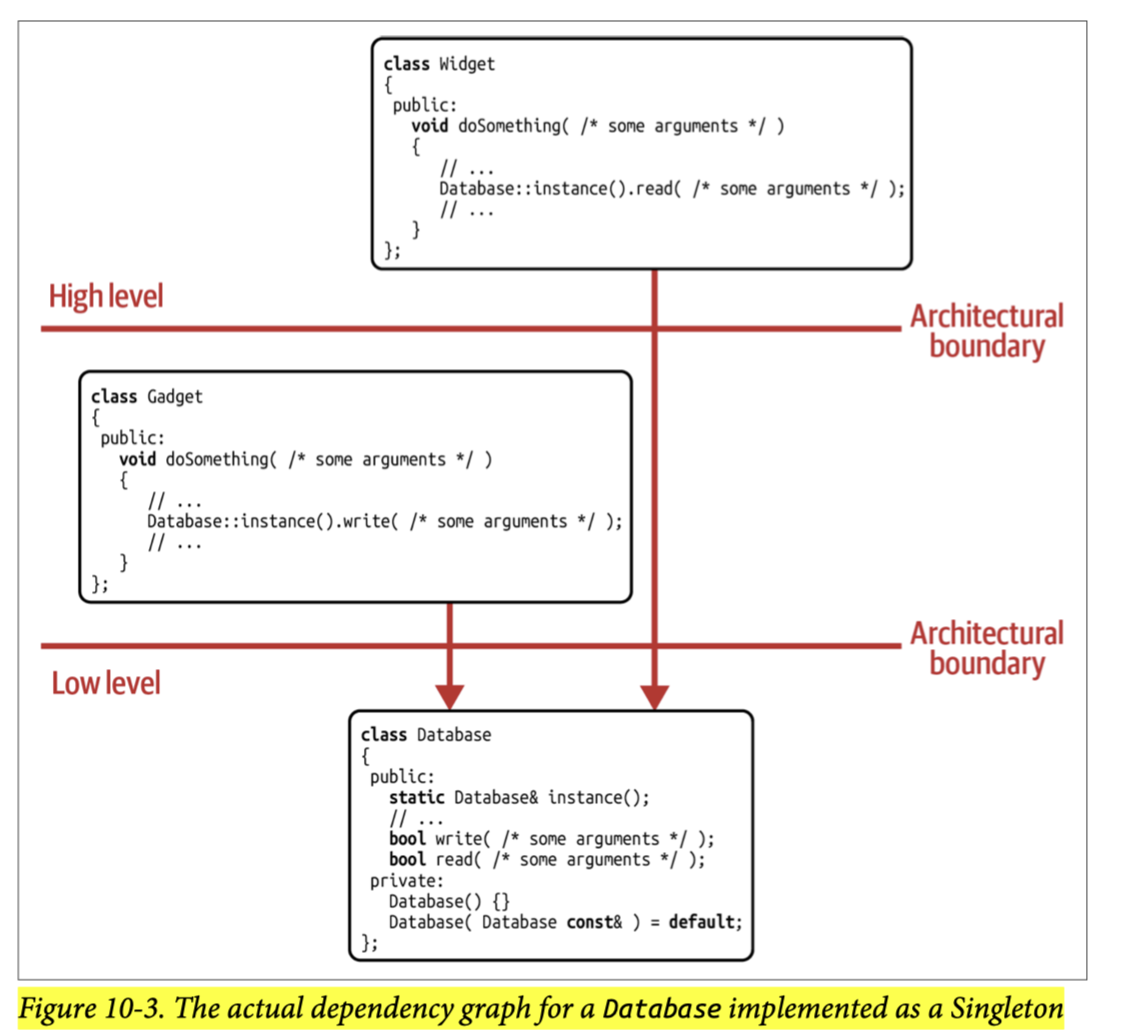 class Widget
{
public:
void doSomething( /* some arguments */ )
{
// ...
Database::instance().read( /* some arguments */ );
// ...
}
};
High level
Architectural
boundary
class Gadget
{
public:
void doSomething( /* some arguments */ )
{
// ...
Database::instance().write( /* some arguments */ );
// ...
}
};
Architectural
boundary
Low level
class Database
{
public:
static Database& instance();
// ...
bool write( /* some arguments */ );
bool read( /* some arguments */ );
private:
Database() {}
Database( Database const& ) = default;
};
Figure 10-3. The actual dependency graph for a Database implemented as a Singleton